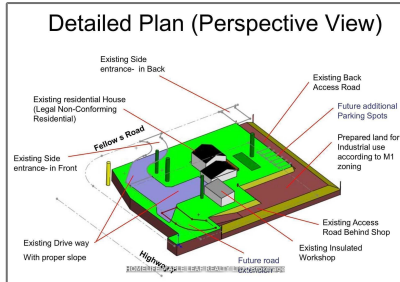 Detailed Plan (Perspective View)
Existing Side
entrance- in Back
Existing Back
Access Road
Existing residential House
(Legal Non-Conforming
Residential)
Future additional
Parking Spots
Fellow s Road
Prepared land for
Industrial use
according to M1
zoning
Existing Side
entrance- in Front
Existing Access
Road Behind Shop
Existing Drive way
With proper slope
Existing Insulated
Workshop
Highway
Future road